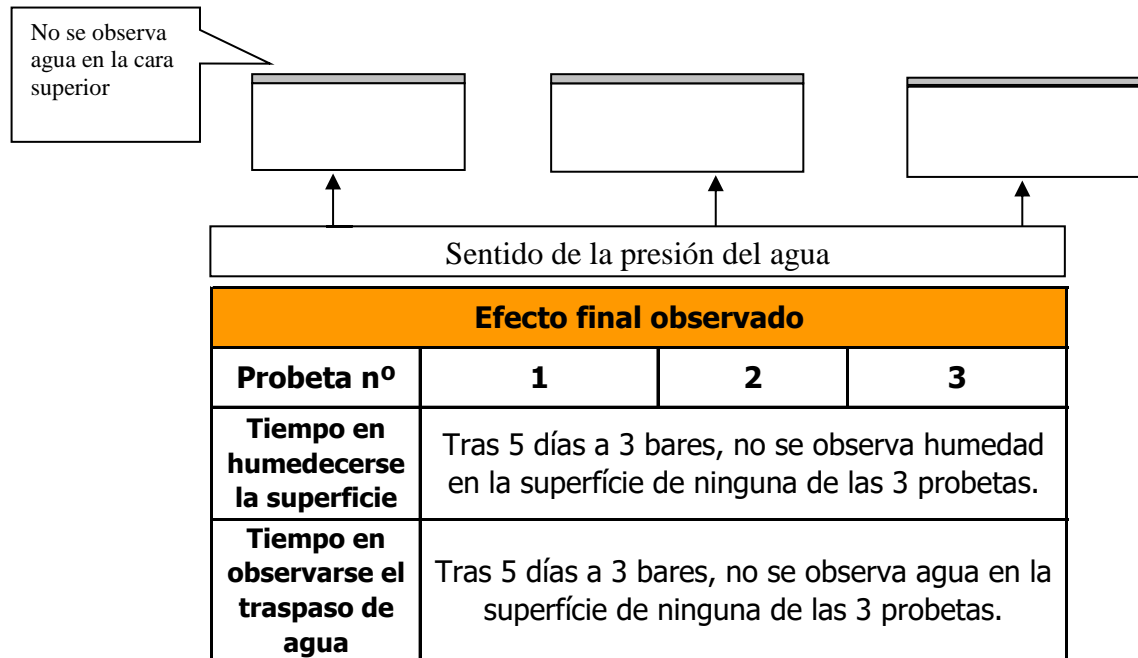 No se observa
agua en la cara
superior
Sentido de la presión del agua
Efecto final observado
Probeta nº 1 2 3
Tiempo en
humedecerse
la superficie
Tras 5 días a 3 bares, no se observa humedad
en la superfície de ninguna de las 3 probetas.
Tiempo en
observarse el
traspaso de
agua
Tras 5 días a 3 bares, no se observa agua en la
superfície de ninguna de las 3 probetas.